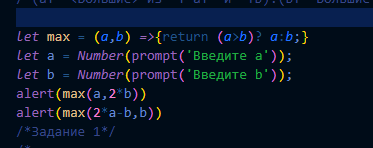 let max = (a,b) =>{return (a>b)? a:b;}
let a = Number(prompt('Введите a'));
let b = Number(prompt('Введите b'));
alert(max(a,2*b))
alert(max(2*a-b,b))
/*Задание 1*/